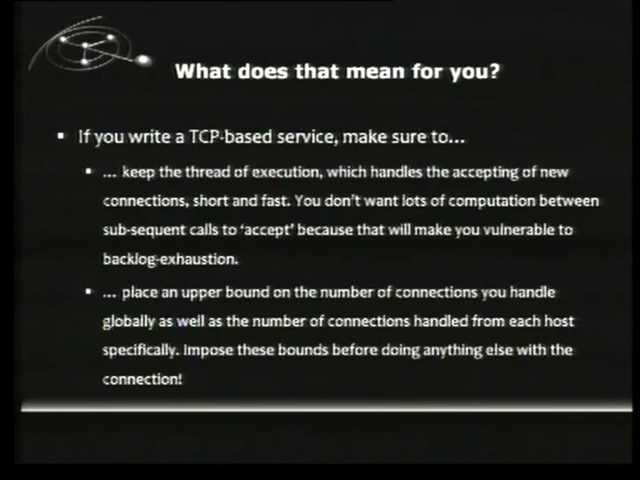 What does that mean for you?
▪ If you write a TCP-based service, make sure to...
▪ ... keep the thread of execution, which handles the accepting of new
connections, short and fast. You don't want lots of computation between
sub-sequent calls to 'accept' because that will make you vulnerable to
backlog-exhaustion.
▪ ... place an upper bound on the number of connections you handle
globally as well as the number of connections handled from each host
specifically. Impose these bounds before doing anything else with the
connection!